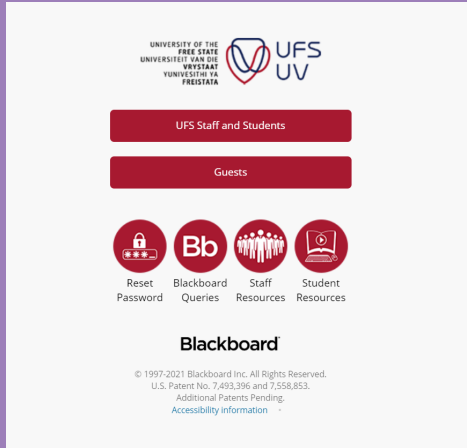 UNIVERSITY OF THE
FREE STATE
UNIVERSITEIT VAN DIE
VRYSTAAT
YUNIVESITHI YA
FREISTATA
UFS
UV
UFS Staff and Students
Guests
***_
Bb
Reset
Password
Blackboard
Queries
Staff
Resources
Student
Resources
Blackboard
© 1997-2021 Blackboard Inc. All Rights Reserved.
U.S. Patent No. 7,493,396 and 7,558,853.
Additional Patents Pending.
Accessibility information ·